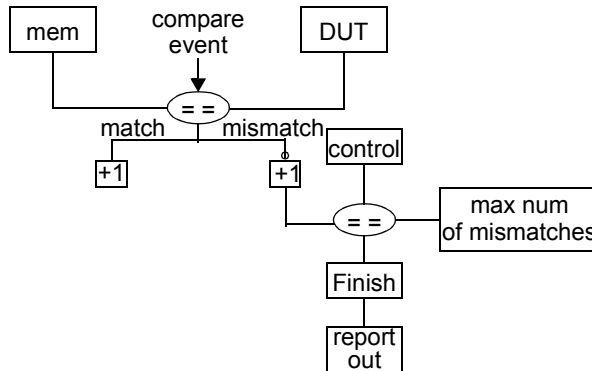 mem
compare
event
DUT
= =
match
mismatch
+1
+1
control
= =
max num
of mismatches
Finish
report
out